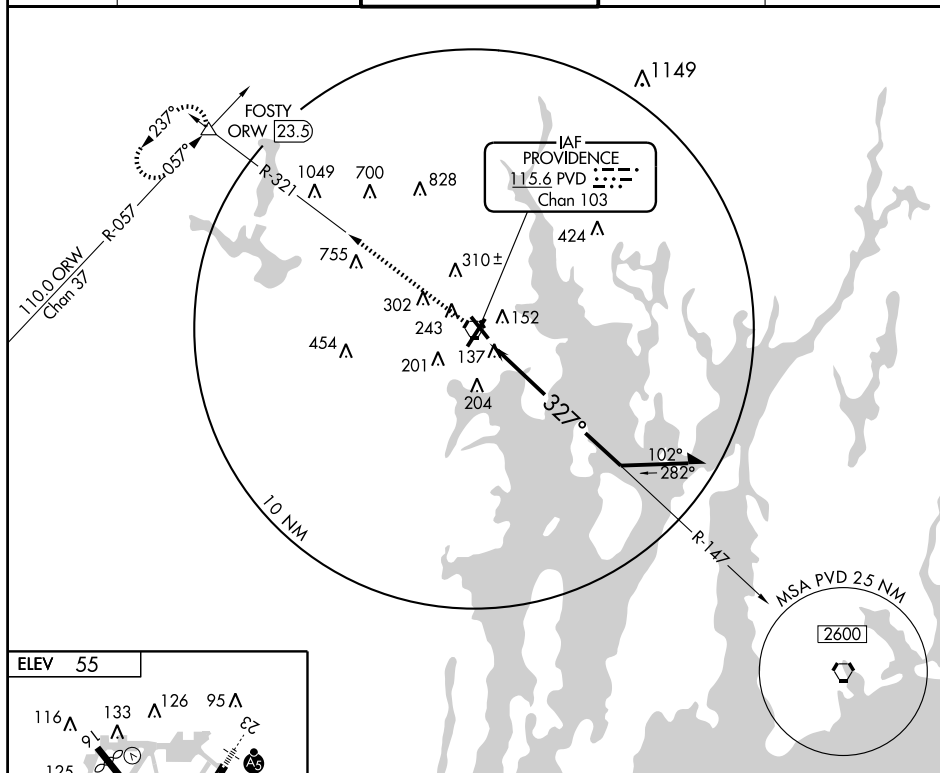 1149
FOSTY
ORW 23.5
237°
057°
R-321
R-057
110.0 ORW
Chan 37
IAF
PROVIDENCE
115.6 PVD
Chan 103
1049
700
828
424
755
310±
302
243
152
454
201
137
204
327°
102°
282°
10 NM
R-147
MSA PVD 25 NM
2600
ELEV 55
116
133
126
95
23
16
A5
125